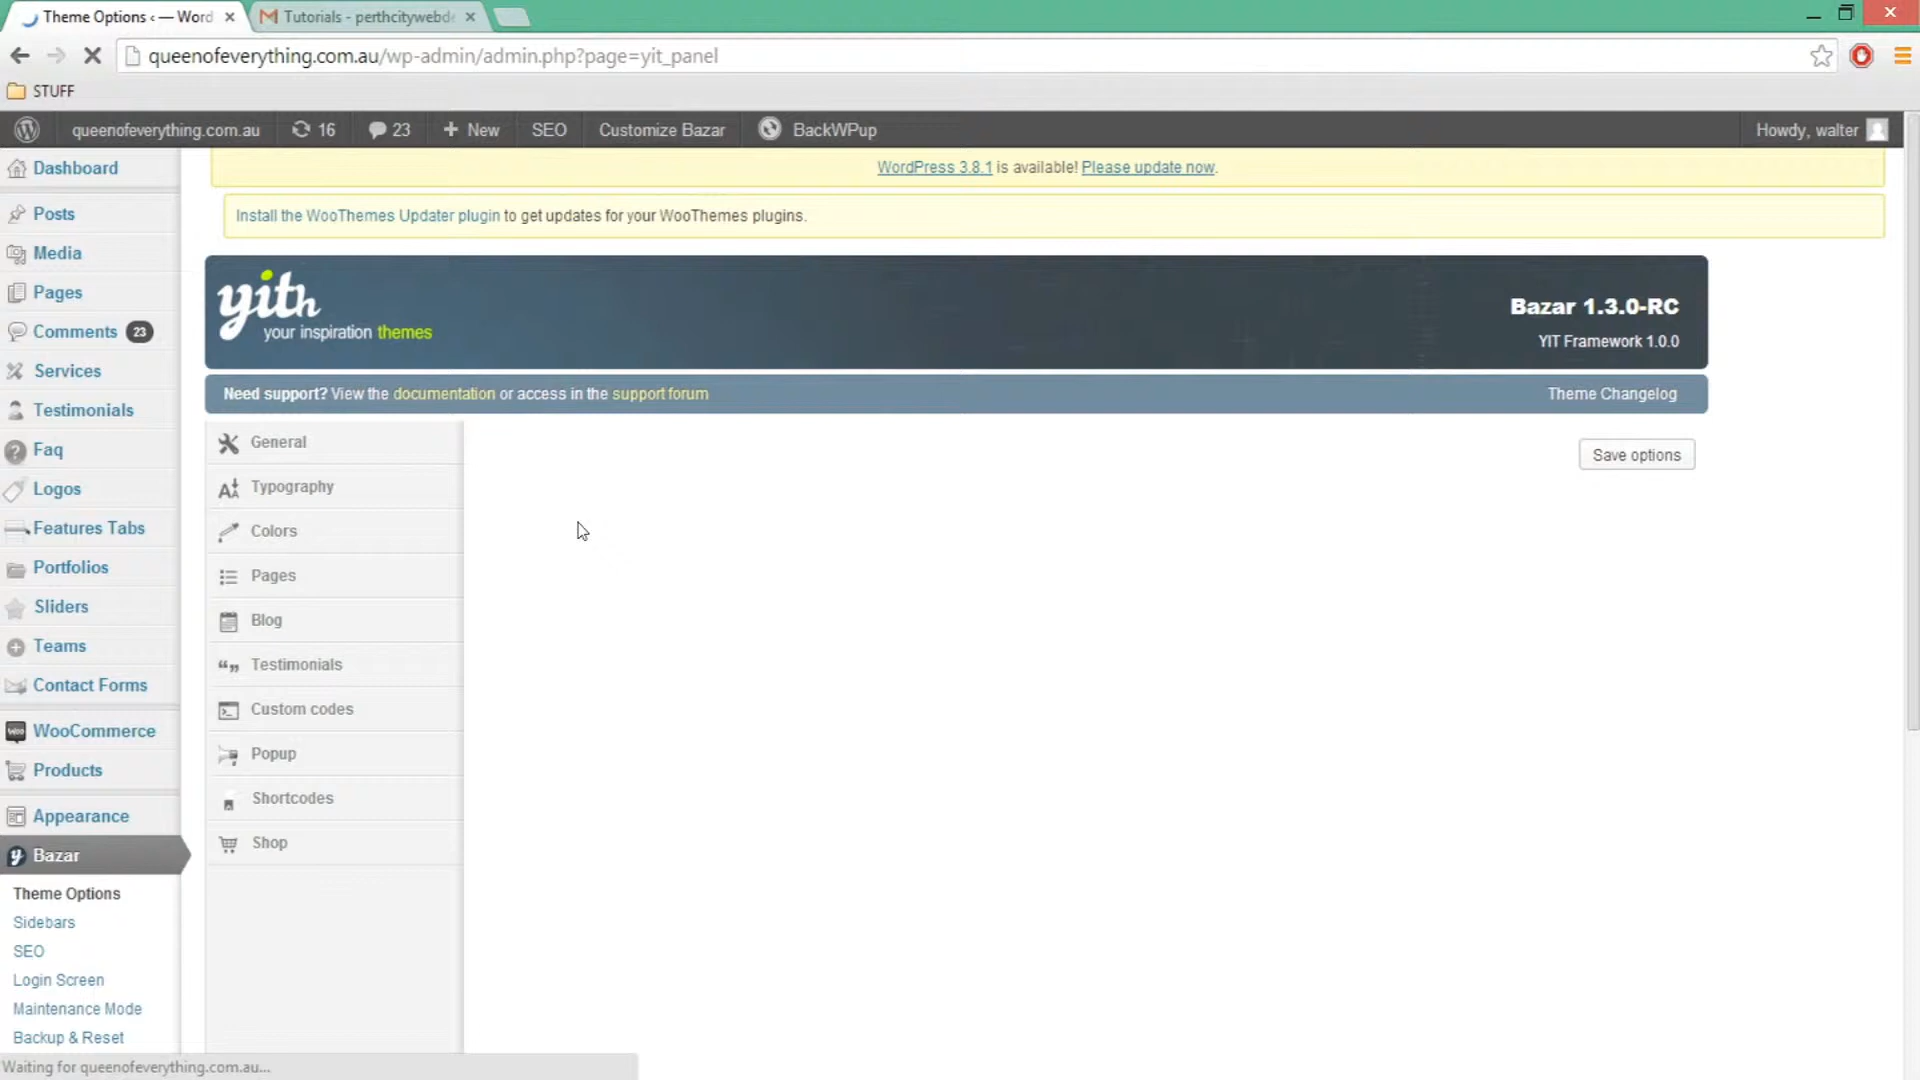 Theme Options ‹ — Word
Tutorials - perthcitywebde
queenofeverything.com.au/wp-admin/admin.php?page=yit_panel
STUFF
queenofeverything.com.au
16
23
+ New
SEO
Customize Bazar
BackWPup
Howdy, walter
Dashboard
Posts
Media
Pages
Comments 23
Services
Testimonials
Faq
Logos
Features Tabs
Portfolios
Sliders
Teams
Contact Forms
WooCommerce
Products
Appearance
Bazar
Theme Options
Sidebars
SEO
Login Screen
Maintenance Mode
Backup & Reset
WordPress 3.8.1 is available! Please update now.
Install the WooThemes Updater plugin to get updates for your WooThemes plugins.
yith
your inspiration themes
Bazar 1.3.0-RC
YIT Framework 1.0.0
Need support? View the documentation or access in the support forum
Theme Changelog
General
Typography
Colors
Pages
Blog
Testimonials
Custom codes
Popup
Shortcodes
Shop
Save options
Waiting for queenofeverything.com.au...